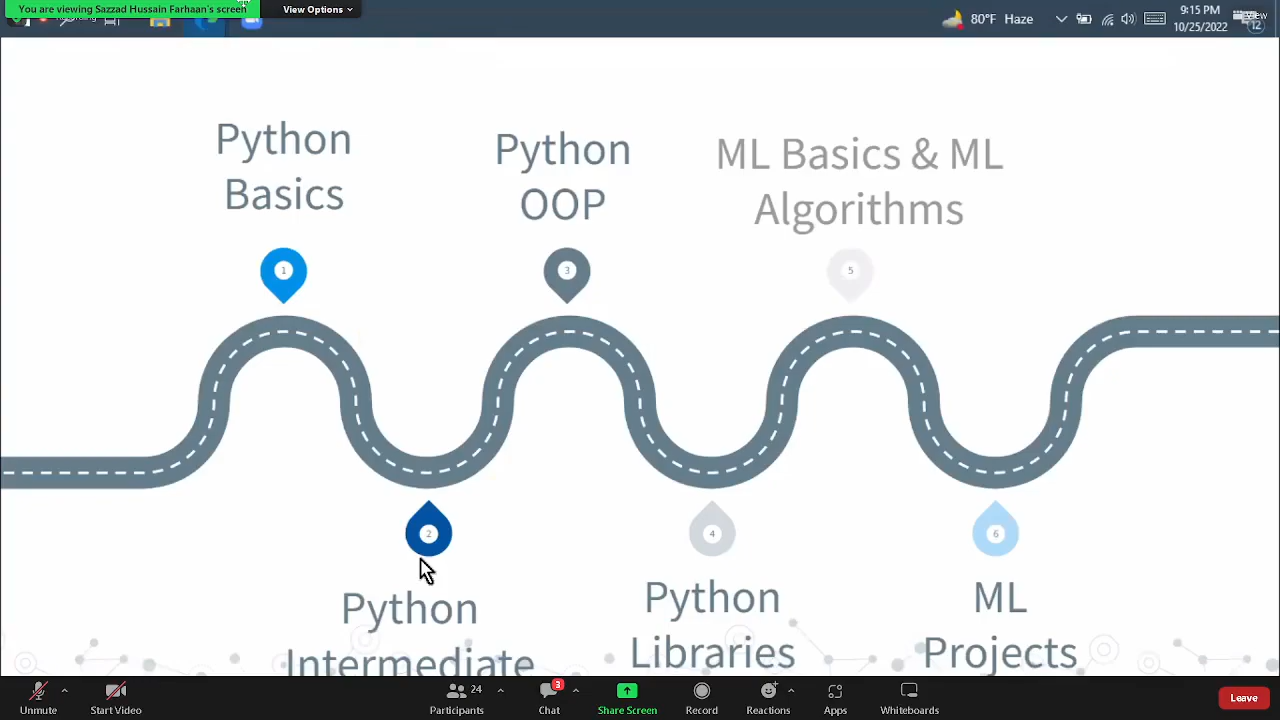 You are viewing Sazzad Hussain Farhaan's screen
View Options
80°F Haze
9:15 PM
10/25/2022
View
12
Python
Basics
Python
OOP
ML Basics & ML
Algorithms
1
3
5
2
4
6
Python
Intermediate
Python
Libraries
ML
Projects
Unmute
Start Video
24
Participants
3
Chat
Share Screen
Record
Reactions
Apps
Whiteboards
Leave